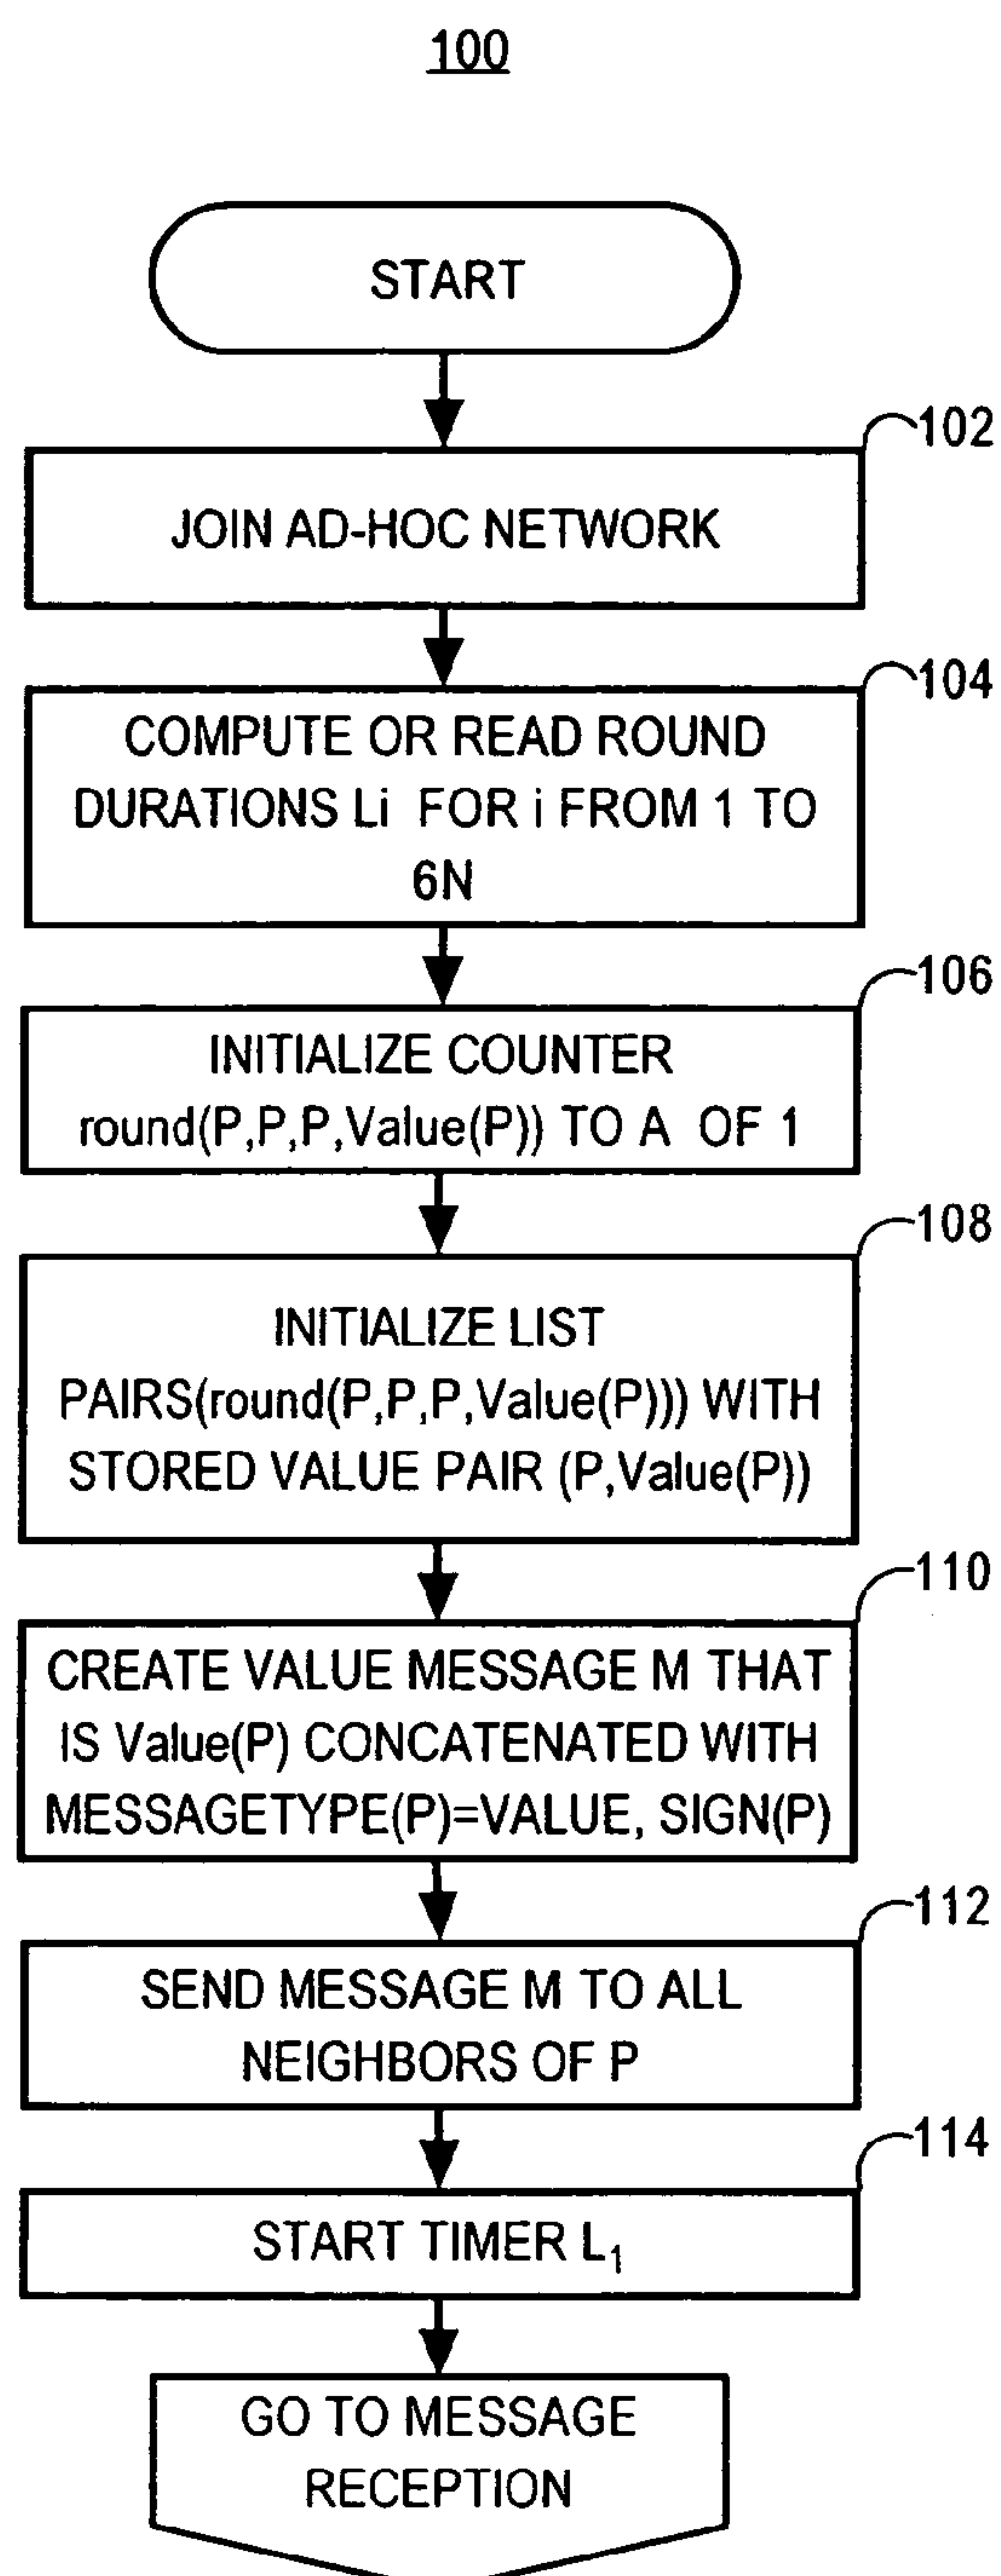 100
START
102
JOIN AD-HOC NETWORK
104
COMPUTE OR READ ROUND
DURATIONS Li FOR i FROM 1 TO
6N
106
INITIALIZE COUNTER
round(P,P,P,Value(P)) TO A OF 1
108
INITIALIZE LIST
PAIRS(round(P,P,P,Value(P))) WITH
STORED VALUE PAIR (P,Value(P))
110
CREATE VALUE MESSAGE M THAT
IS Value(P) CONCATENATED WITH
MESSAGETYPE(P)=VALUE, SIGN(P)
112
SEND MESSAGE M TO ALL
NEIGHBORS OF P
114
START TIMER L₁
GO TO MESSAGE
RECEPTION